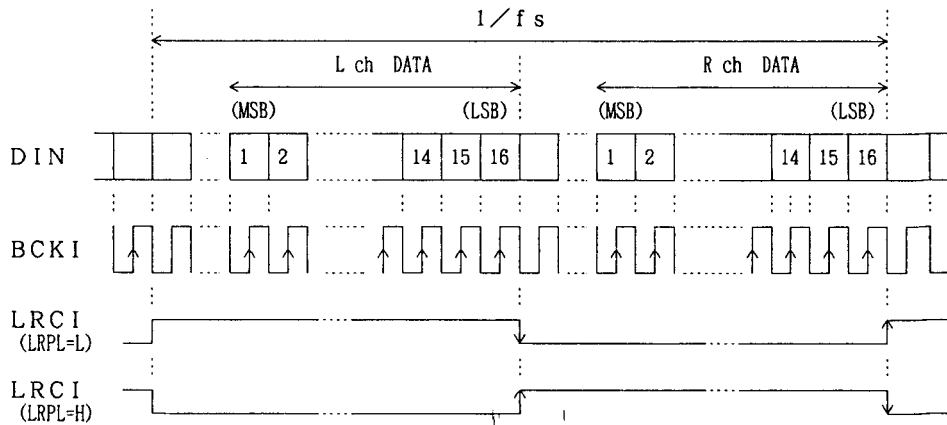 1／fs
L ch DATA R ch DATA
(MSB) (LSB) (MSB) (LSB)
DIN 1 2 14 15 16 1 2 14 15 16
BCKI
LRCI
(LRPL=L)
LRCI
(LRPL=H)